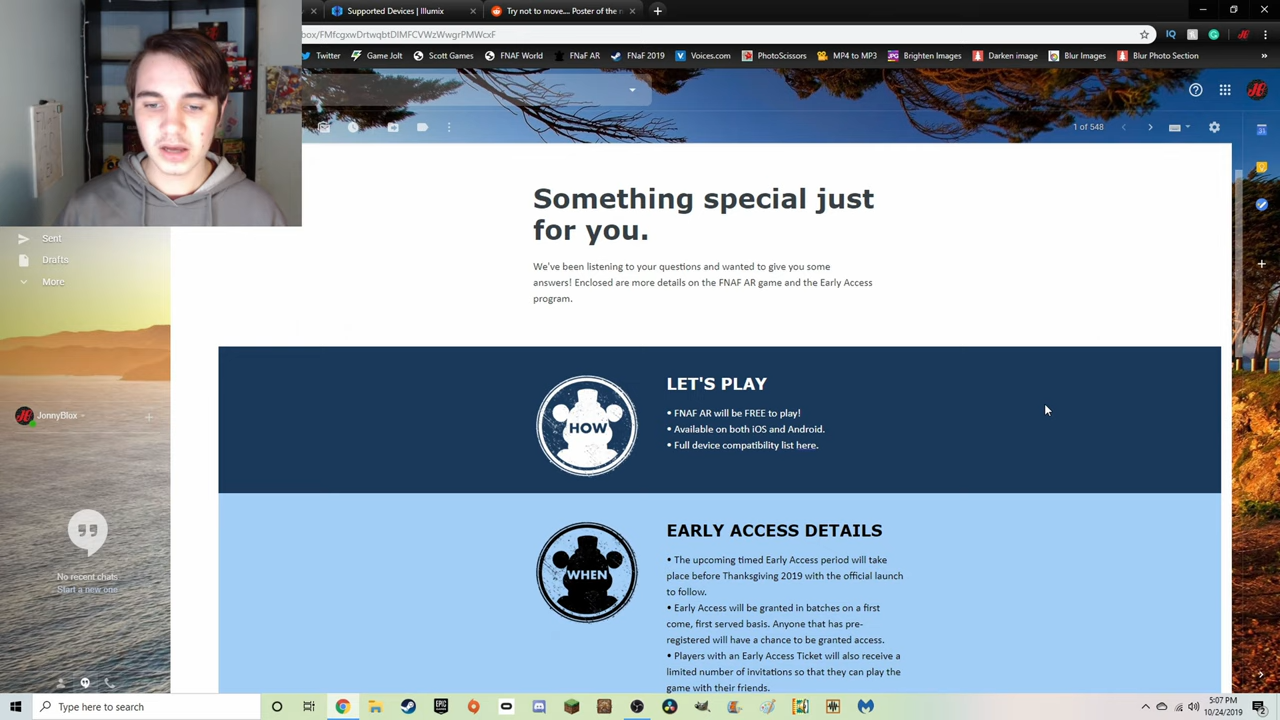 Supported Devices | Illumix
Try not to move.... Poster of the n
box/FMfcgxwDrtwqbtDlMFCVWzWwgrPMWcxF
Twitter
Game Jolt
Scott Games
FNAF World
FNaF AR
FNaF 2019
Voices.com
PhotoScissors
MP4 to MP3
Brighten Images
Darken image
Blur Images
Blur Photo Section
1 of 548
Sent
Drafts
More
JonnyBlox
No recent chats
Start a new one
Something special just
for you.
We've been listening to your questions and wanted to give you some
answers! Enclosed are more details on the FNAF AR game and the Early Access
program.
HOW
LET'S PLAY
• FNAF AR will be FREE to play!
• Available on both iOS and Android.
• Full device compatibility list here.
WHEN
EARLY ACCESS DETAILS
• The upcoming timed Early Access period will take
place before Thanksgiving 2019 with the official launch
to follow.
• Early Access will be granted in batches on a first
come, first served basis. Anyone that has pre-
registered will have a chance to be granted access.
• Players with an Early Access Ticket will also receive a
limited number of invitations so that they can play the
game with their friends.
Type here to search
5:07 PM
10/24/2019